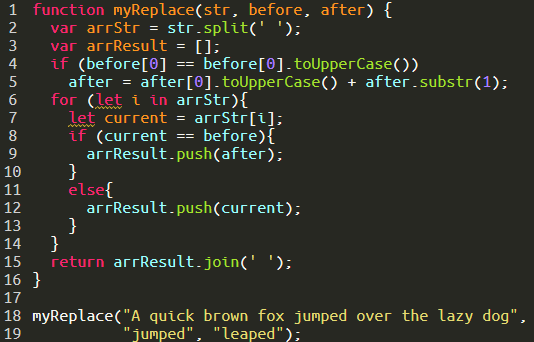 1 function myReplace(str, before, after) {
2   var arrStr = str.split(' ');
3   var arrResult = [];
4   if (before[0] == before[0].toUpperCase())
5     after = after[0].toUpperCase() + after.substr(1);
6   for (let i in arrStr){
7     let current = arrStr[i];
8     if (current == before){
9       arrResult.push(after);
10     }
11     else{
12       arrResult.push(current);
13     }
14   }
15   return arrResult.join(' ');
16 }
17
18 myReplace("A quick brown fox jumped over the lazy dog",
19           "jumped", "leaped");